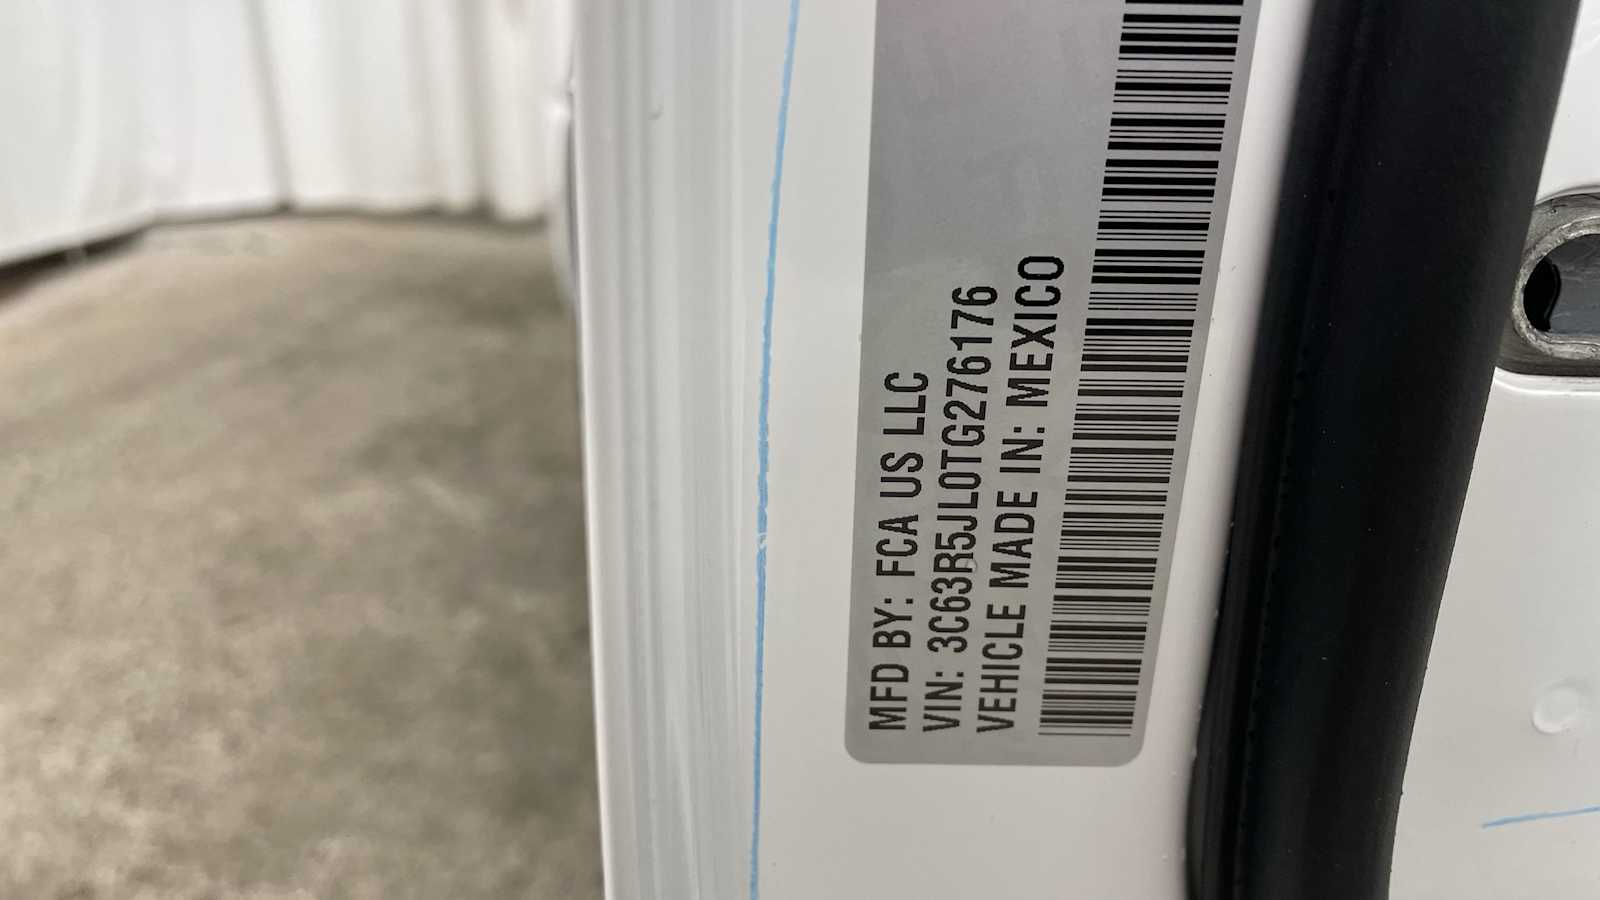 MFD BY: FCA US LLC
VIN: 3C63R5JL0TG276176
VEHICLE MADE IN: MEXICO